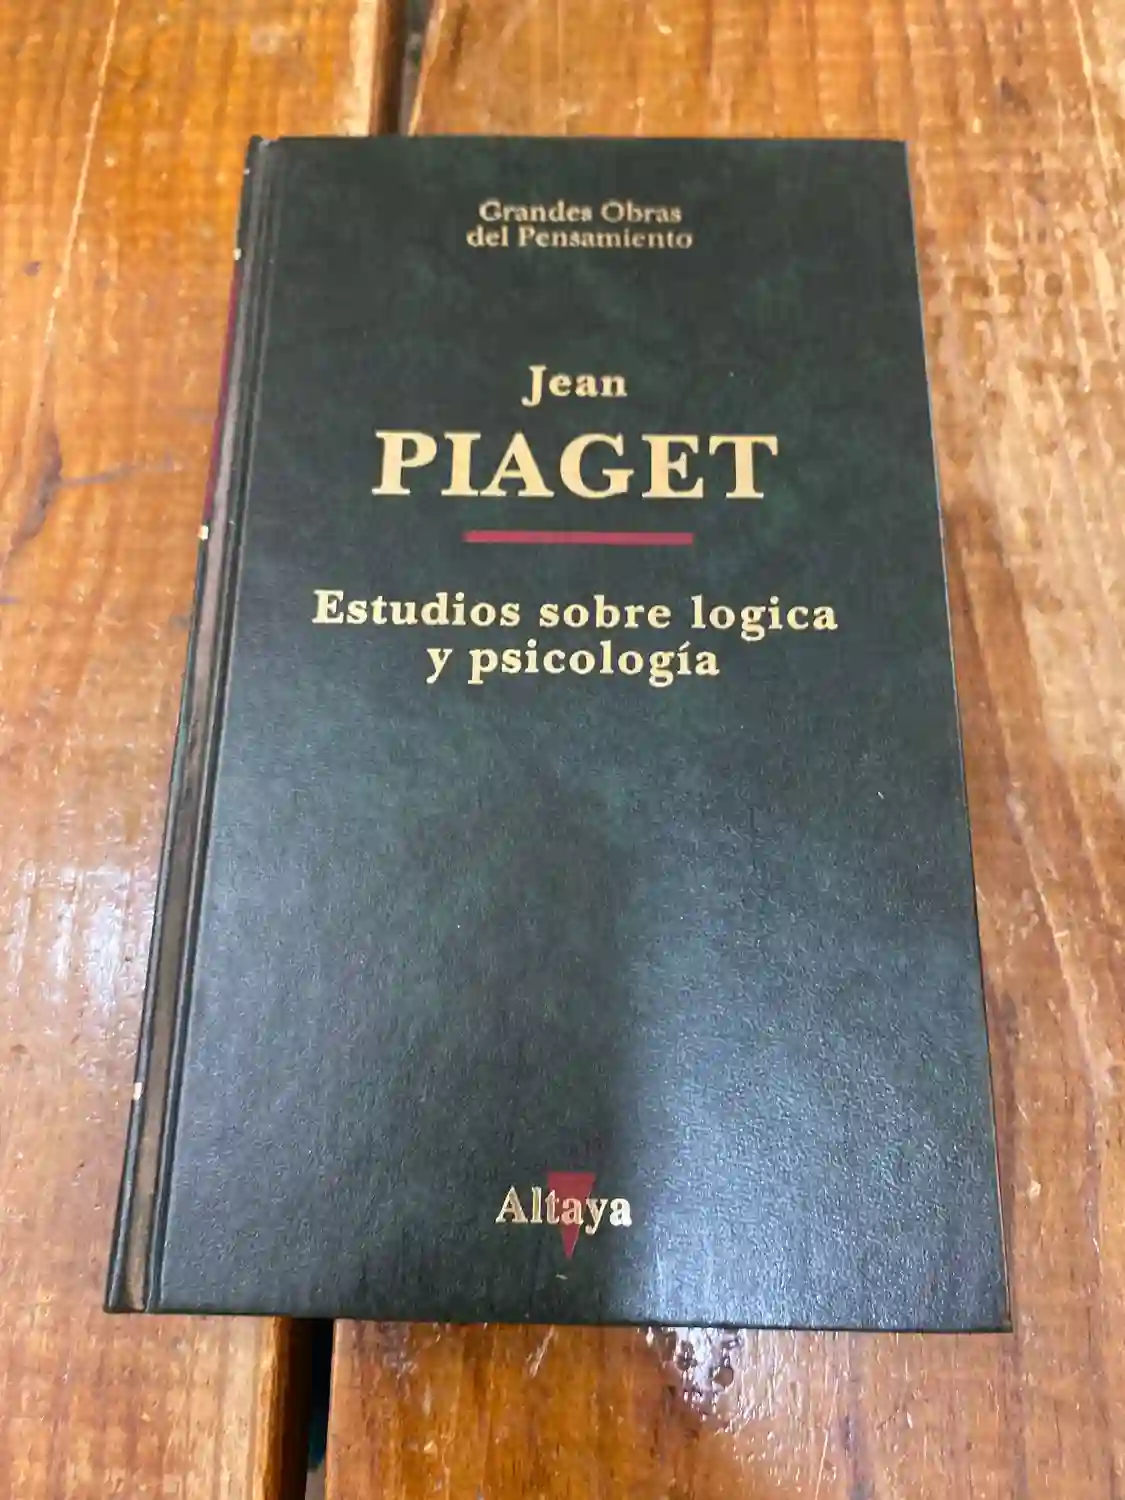 Grandes Obras
del Pensamiento
Jean
PIAGET
Estudios sobre logica
y psicología
Altaya